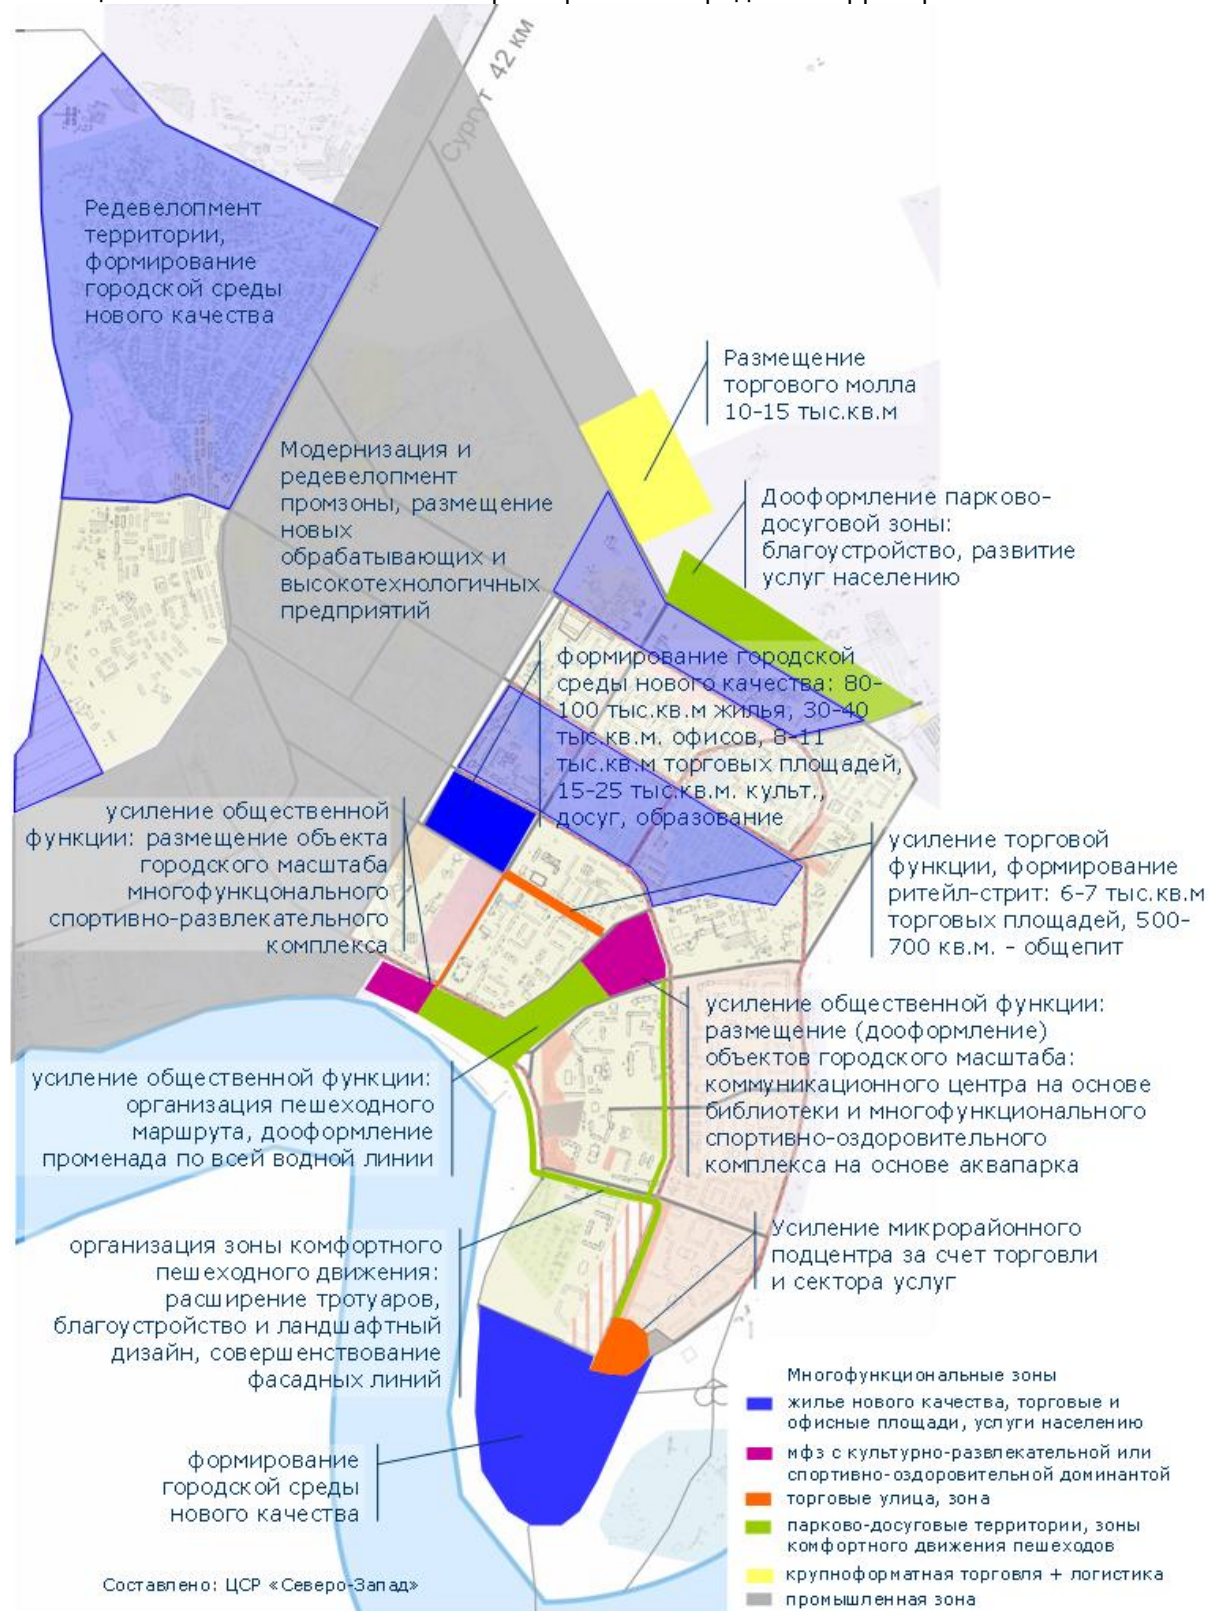 Сургут 42 км
Редевелопмент
территории,
формирование
городской среды
нового качества
Размещение
торгового молла
10-15 тыс.кв.м
Модернизация и
редевелопмент
промзоны, размещение
новых
обрабатывающих и
высокотехнологичных
предприятий
Дооформление парково-
досуговой зоны:
благоустройство, развитие
услуг населению
формирование городской
среды нового качества: 80-
100 тыс.кв.м жилья, 30-40
тыс.кв.м. офисов, 8-11
тыс.кв.м торговых площадей,
15-25 тыс.кв.м. культ.,
досуг, образование
усиление общественной
функции: размещение объекта
городского масштаба
многофункцонального
спортивно-развлекательного
комплекса
усиление торговой
функции, формирование
ритейл-стрит: 6-7 тыс.кв.м
торговых площадей, 500-
700 кв.м. - общепит
усиление общественной функции:
размещение (дооформление)
объектов городского масштаба:
коммуникационного центра на основе
библиотеки и многофункционального
спортивно-оздоровительного
комплекса на основе аквапарка
усиление общественной функции:
организация пешеходного
маршрута, дооформление
променада по всей водной линии
Усиление микрорайонного
подцентра за счет торговли
и сектора услуг
организация зоны комфортного
пешеходного движения:
расширение тротуаров,
благоустройство и ландшафтный
дизайн, совершенствование
фасадных линий
формирование
городской среды
нового качества
Многофункциональные зоны
жилье нового качества, торговые и
офисные площади, услуги населению
мфз с культурно-развлекательной или
спортивно-оздоровительной доминантой
торговые улица, зона
парково-досуговые территории, зоны
комфортного движения пешеходов
крупноформатная торговля + логистика
промышленная зона
Составлено: ЦСР «Северо-Запад»